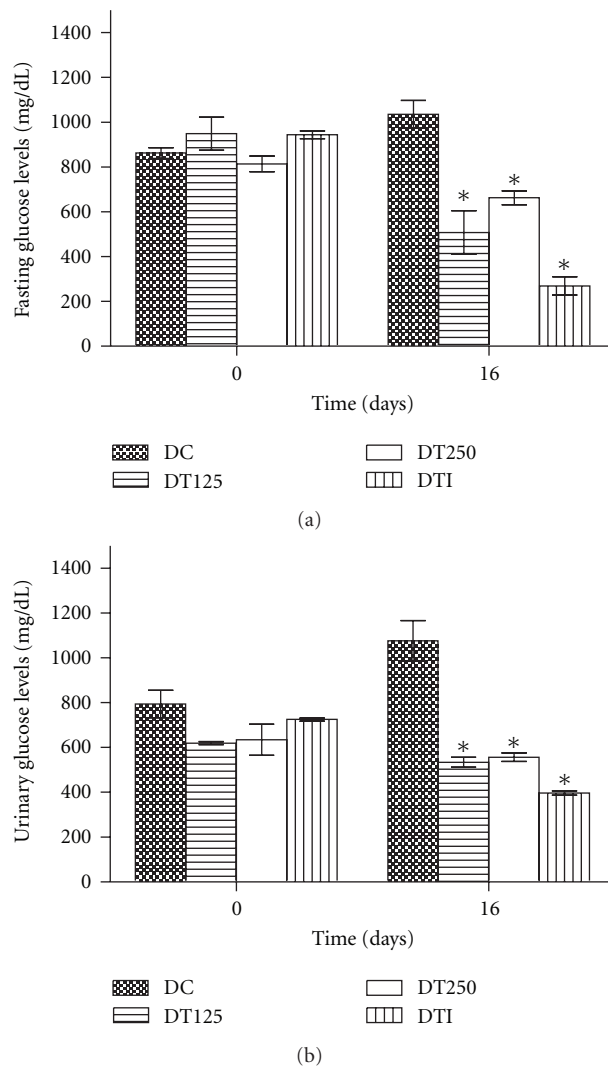 Fasting glucose levels (mg/dL)
1400
1200
1000
800
600
400
200
0
* * *
0 16
Time (days)
DC DT250
DT125 DTI
(a)
Urinary glucose levels (mg/dL)
1400
1200
1000
800
600
400
200
0
* * *
0 16
Time (days)
DC DT250
DT125 DTI
(b)